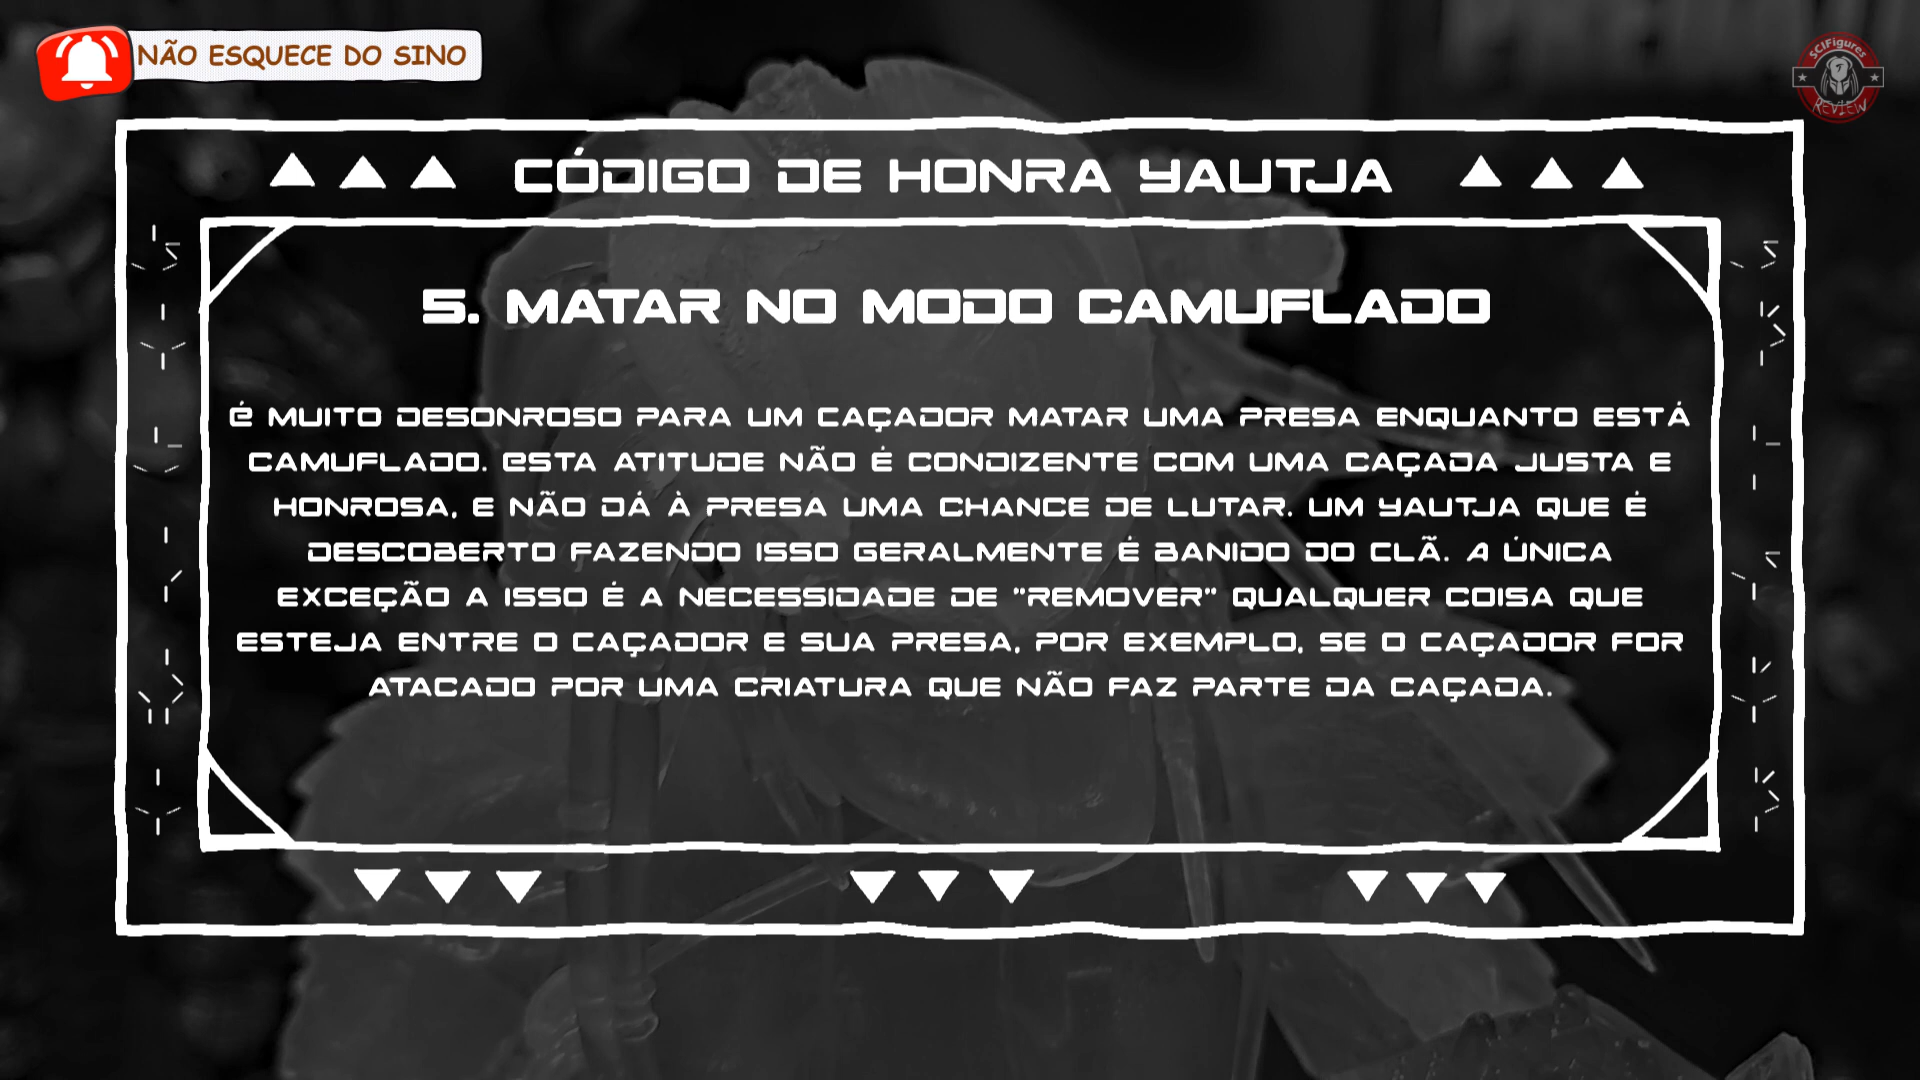 NÃO ESQUECE DO SINO
SCIFigures
REVIEW
CÓDIGO DE HONRA YAUTJA
5. MATAR NO MODO CAMUFLADO
É MUITO DESONROSO PARA UM CAÇADOR MATAR UMA PRESA ENQUANTO ESTÁ
CAMUFLADO. ESTA ATITUDE NÃO É CONDIZENTE COM UMA CAÇADA JUSTA E
HONROSA, E NÃO DÁ À PRESA UMA CHANCE DE LUTAR. UM YAUTJA QUE É
DESCOBERTO FAZENDO ISSO GERALMENTE É BANIDO DO CLÃ. A ÚNICA
EXCEÇÃO A ISSO É A NECESSIDADE DE "REMOVER" QUALQUER COISA QUE
ESTEJA ENTRE O CAÇADOR E SUA PRESA, POR EXEMPLO, SE O CAÇADOR FOR
ATACADO POR UMA CRIATURA QUE NÃO FAZ PARTE DA CAÇADA.